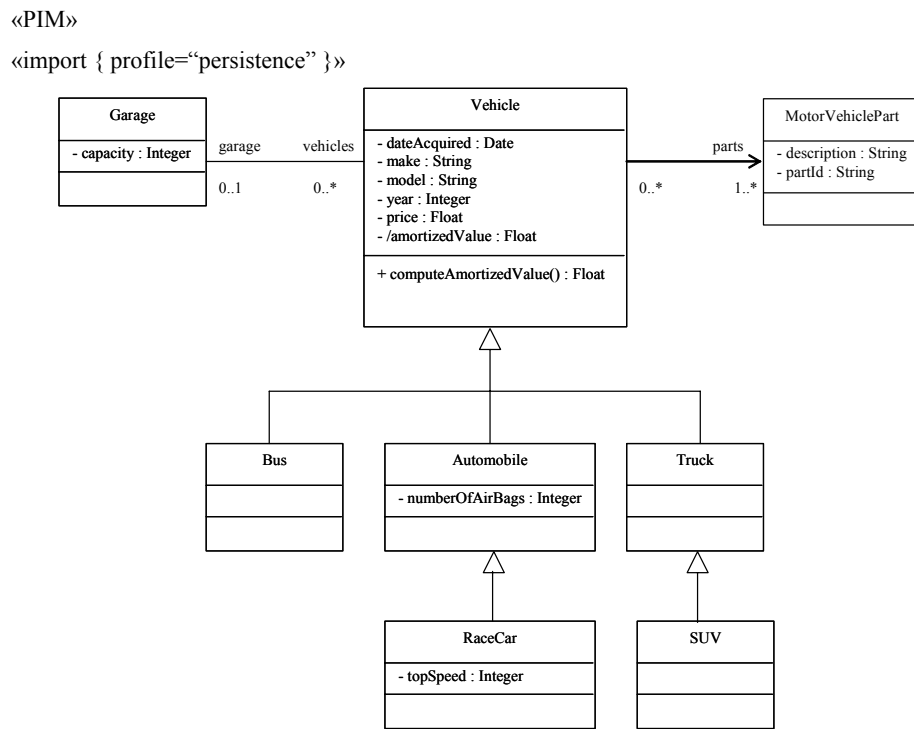 «PIM»
«import { profile=“persistence” }»
Garage
- capacity : Integer
garage
vehicles
0..1
0..*
Vehicle
- dateAcquired : Date
- make : String
- model : String
- year : Integer
- price : Float
- /amortizedValue : Float
+ computeAmortizedValue() : Float
parts
0..*
1..*
MotorVehiclePart
- description : String
- partId : String
Bus
Automobile
- numberOfAirBags : Integer
Truck
RaceCar
- topSpeed : Integer
SUV